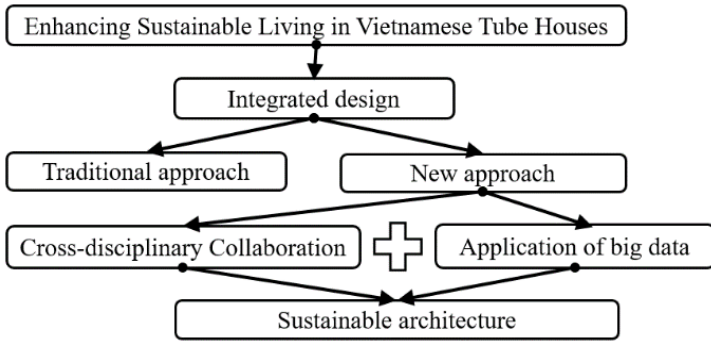 Enhancing Sustainable Living in Vietnamese Tube Houses
Integrated design
Traditional approach
New approach
Cross-disciplinary Collaboration
Application of big data
Sustainable architecture